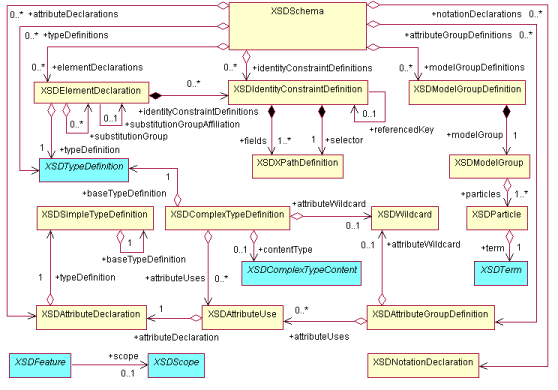 0..* +attributeDeclarations
XSDSchema
+notationDeclarations 0..*
0..* +typeDefinitions
+attributeGroupDefinitions
0..* +elementDeclarations
0..* +identityConstraintDefinitions
0..* +modelGroupDefinitions
XSDElementDeclaration
0..*
XSDIdentityConstraintDefinition
XSDModelGroupDefinition
+identityConstraintDefinitions
0..*
0..1
+substitutionGroupAffiliation
+substitutionGroup
0..1
+referencedKey
+modelGroup 1
+typeDefinition
1
1
+fields 1..*
1 +selector
XSDTypeDefinition
XSDXPathDefinition
XSDModelGroup
+baseTypeDefinition
+particles 1..*
XSDSimpleTypeDefinition
XSDComplexTypeDefinition
+attributeWildcard
0..1
XSDWildcard
XSDParticle
1
+baseTypeDefinition
0..1 +contentType
0..1 +attributeWildcard
+term 1
1 +typeDefinition
+attributeUses 0..*
XSDComplexTypeContent
XSDTerm
XSDAttributeDeclaration
1
+attributeDeclaration
XSDAttributeUse
0..*
+attributeUses
XSDAttributeGroupDefinition
0..*
XSDFeature
+scope
0..1
XSDScope
XSDNotationDeclaration